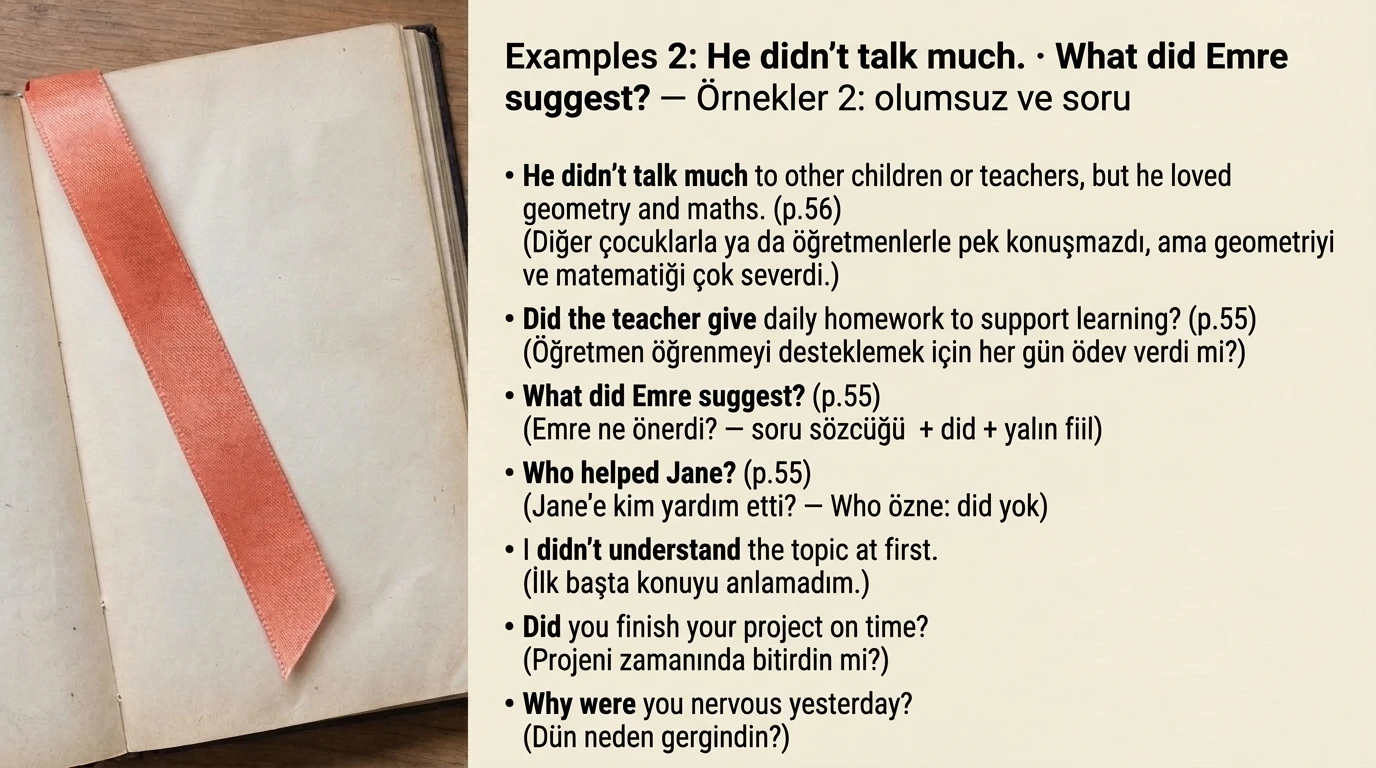 Examples 2: He didn’t talk much. · What did Emre
suggest? — Örnekler 2: olumsuz ve soru
• He didn’t talk much to other children or teachers, but he loved
geometry and maths. (p.56)
(Diğer çocuklarla ya da öğretmenlerle pek konuşmazdı, ama geometriyi
ve matematiği çok severdi.)
• Did the teacher give daily homework to support learning? (p.55)
(Öğretmen öğrenmeyi desteklemek için her gün ödev verdi mi?)
• What did Emre suggest? (p.55)
(Emre ne önerdi? — soru sözcüğü + did + yalın fiil)
• Who helped Jane? (p.55)
(Jane’e kim yardım etti? — Who özne: did yok)
• I didn’t understand the topic at first.
(İlk başta konuyu anlamadım.)
• Did you finish your project on time?
(Projeni zamanında bitirdin mi?)
• Why were you nervous yesterday?
(Dün neden gergindin?)